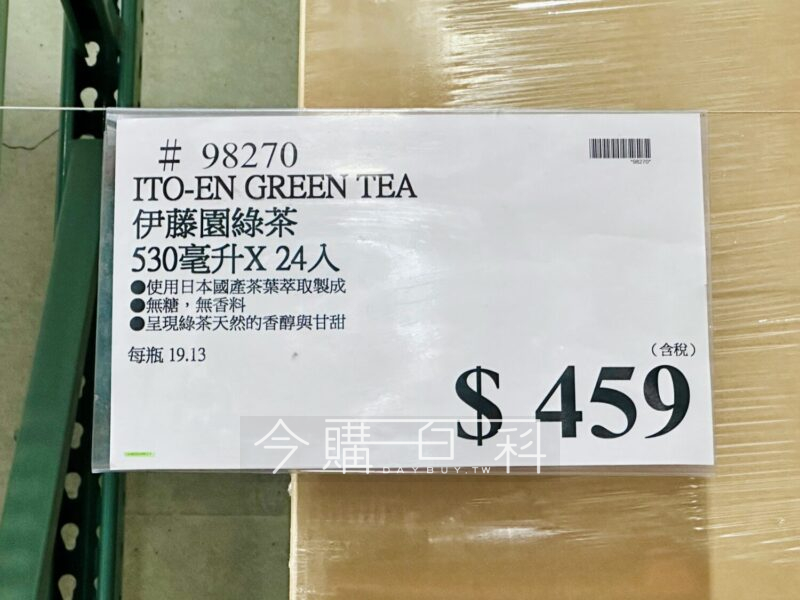 # 98270
*98270*
ITO-EN GREEN TEA
伊藤園綠茶
530毫升X 24入
●使用日本國產茶葉萃取製成
●無糖，無香料
●呈現綠茶天然的香醇與甘甜
每瓶 19.13
（含稅）
$ 459
今購百科
DAYBUY.TW